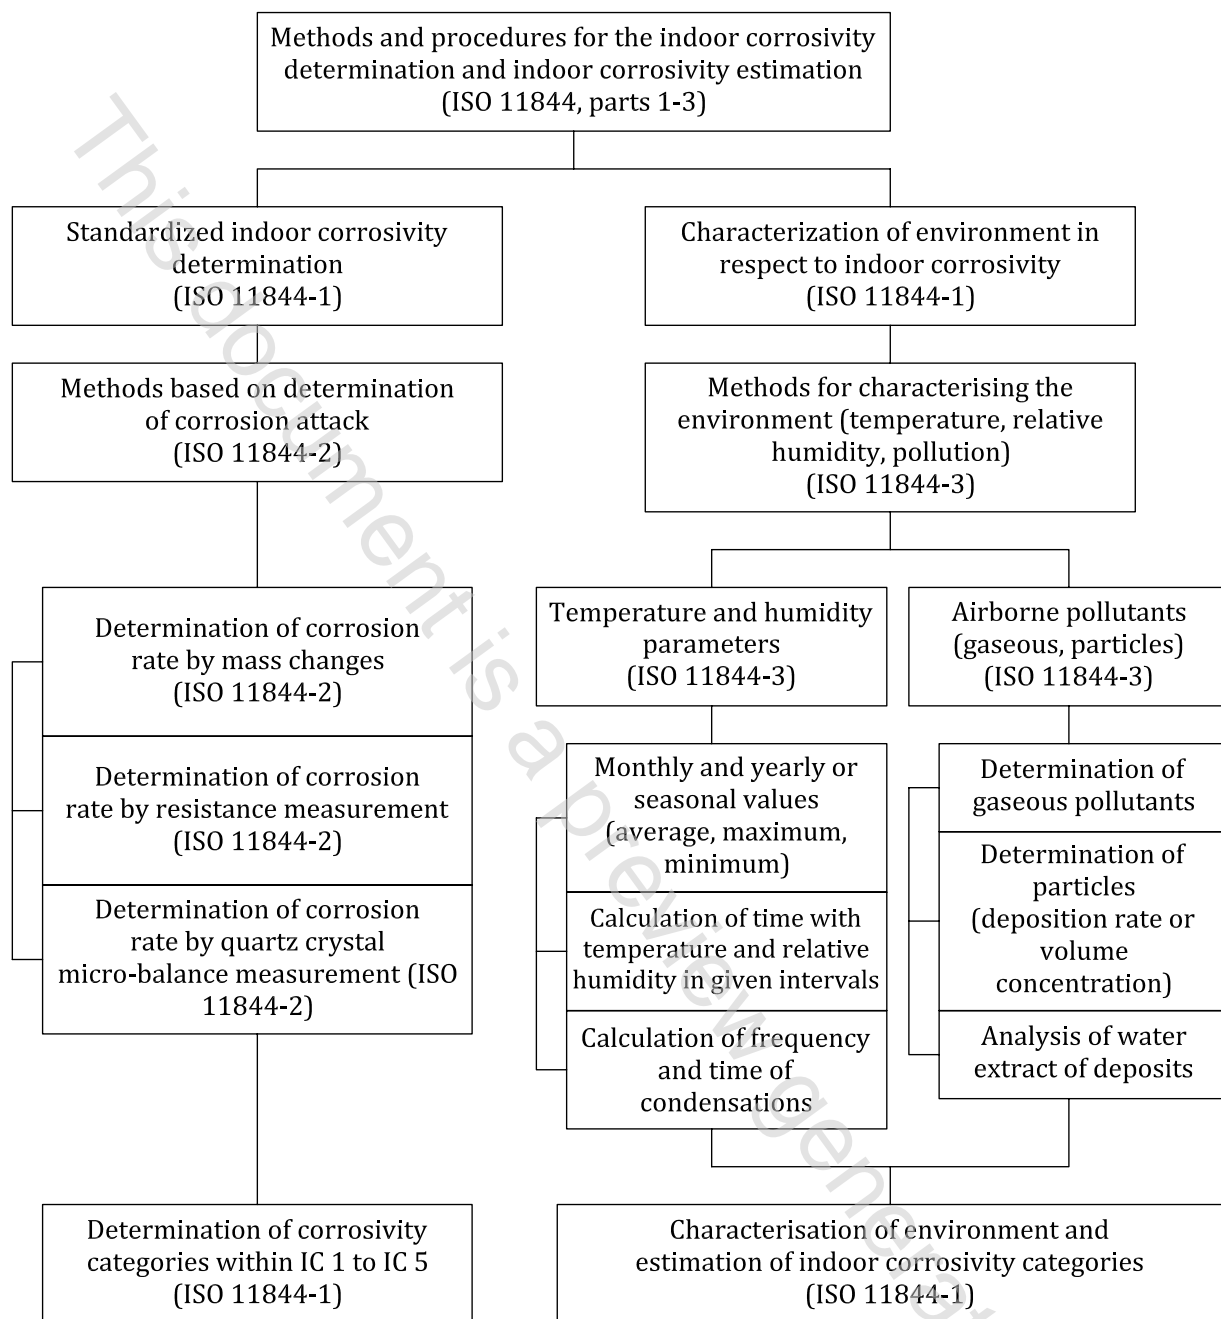 Methods and procedures for the indoor corrosivity
determination and indoor corrosivity estimation
(ISO 11844, parts 1-3)
Standardized indoor corrosivity
determination
(ISO 11844-1)
Characterization of environment in
respect to indoor corrosivity
(ISO 11844-1)
Methods based on determination
of corrosion attack
(ISO 11844-2)
Methods for characterising the
environment (temperature, relative
humidity, pollution)
(ISO 11844-3)
Determination of corrosion
rate by mass changes
(ISO 11844-2)
Determination of corrosion
rate by resistance measurement
(ISO 11844-2)
Determination of corrosion
rate by quartz crystal
micro-balance measurement (ISO
11844-2)
Temperature and humidity
parameters
(ISO 11844-3)
Monthly and yearly or
seasonal values
(average, maximum,
minimum)
Calculation of time with
temperature and relative
humidity in given intervals
Calculation of frequency
and time of
condensations
Airborne pollutants
(gaseous, particles)
(ISO 11844-3)
Determination of
gaseous pollutants
Determination of
particles
(deposition rate or
volume
concentration)
Analysis of water
extract of deposits
Determination of corrosivity
categories within IC 1 to IC 5
(ISO 11844-1)
Characterisation of environment and
estimation of indoor corrosivity categories
(ISO 11844-1)
This document is a preview